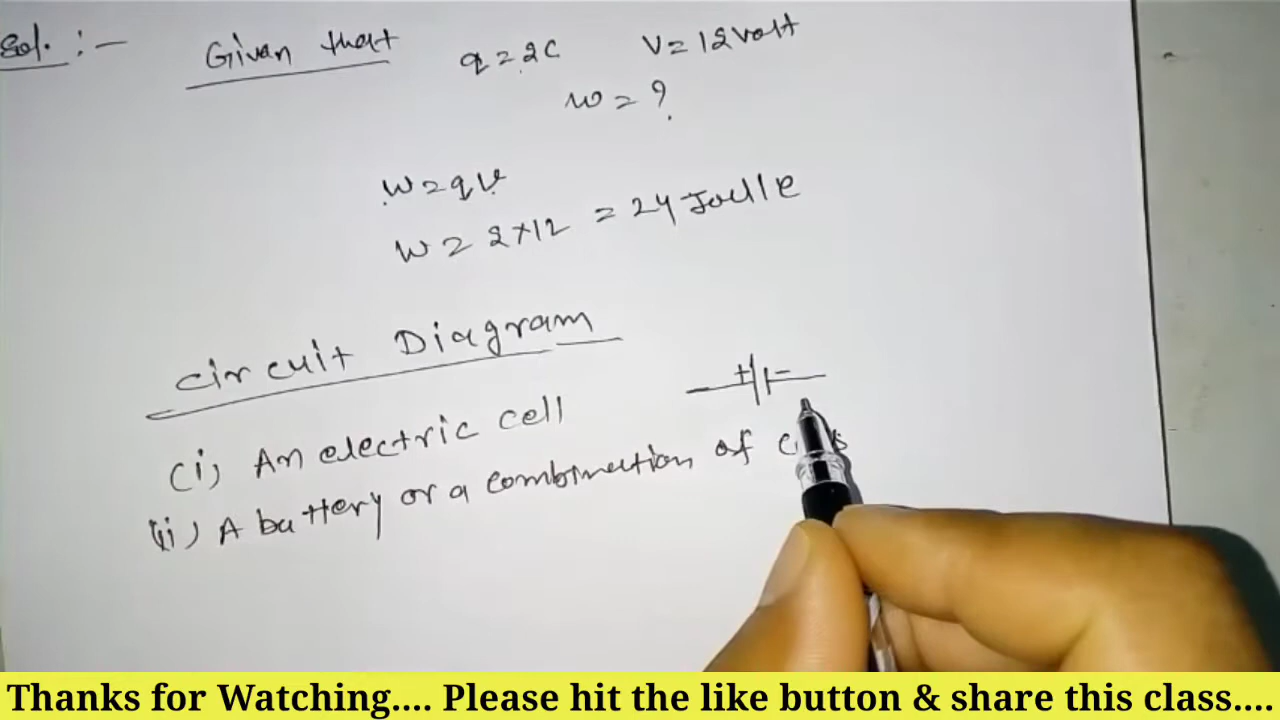 Sol. :-
Given that q = 2C V = 12 Volt
W = ?
W = qV
W = 2×12 = 24 Joule
Circuit Diagram
(i) An electric cell + -
(ii) A battery or a combination of
Thanks for Watching.... Please hit the like button & share this class....